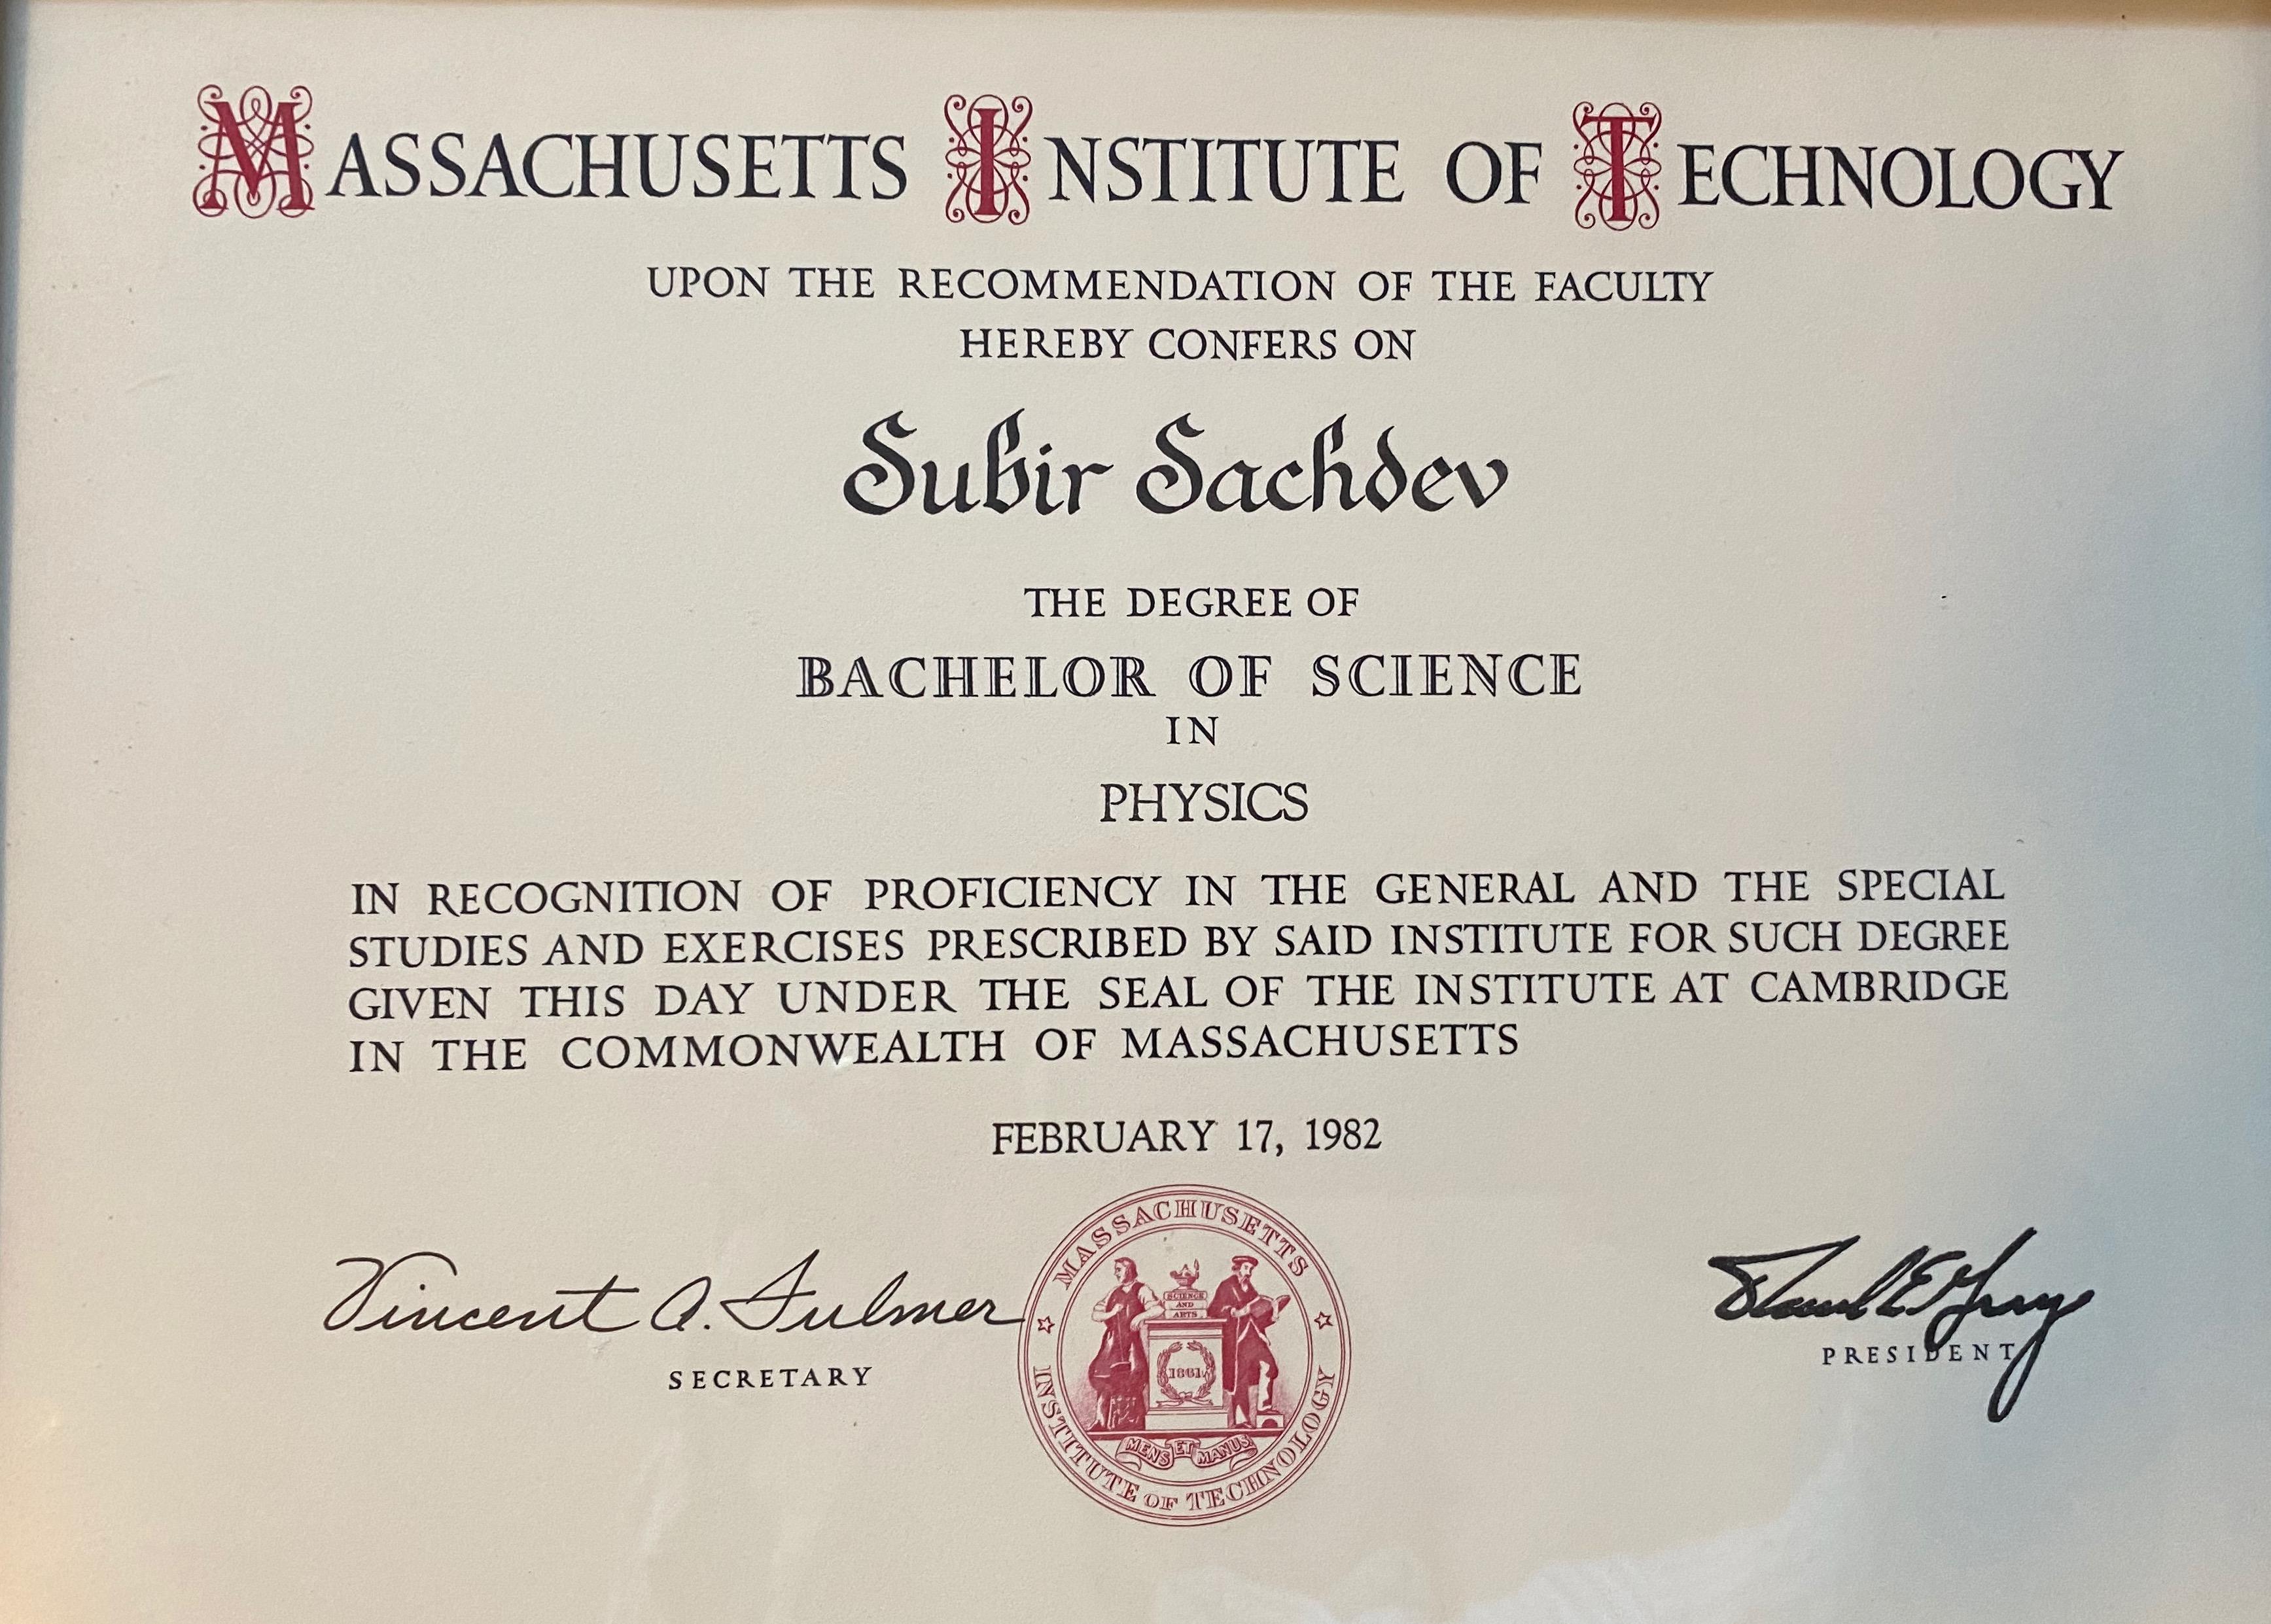 MASSACHUSETTS INSTITUTE OF TECHNOLOGY
UPON THE RECOMMENDATION OF THE FACULTY
HEREBY CONFERS ON
Subir Sachdev
THE DEGREE OF
BACHELOR OF SCIENCE
IN
PHYSICS
IN RECOGNITION OF PROFICIENCY IN THE GENERAL AND THE SPECIAL
STUDIES AND EXERCISES PRESCRIBED BY SAID INSTITUTE FOR SUCH DEGREE
GIVEN THIS DAY UNDER THE SEAL OF THE INSTITUTE AT CAMBRIDGE
IN THE COMMONWEALTH OF MASSACHUSETTS
FEBRUARY 17, 1982
Vincent A. Fulmer
SECRETARY
MASSACHUSETTS
INSTITUTE OF TECHNOLOGY
SCIENCE
AND
ARTS
1861
MENS ET MANUS
Paul E. Gray
PRESIDENT